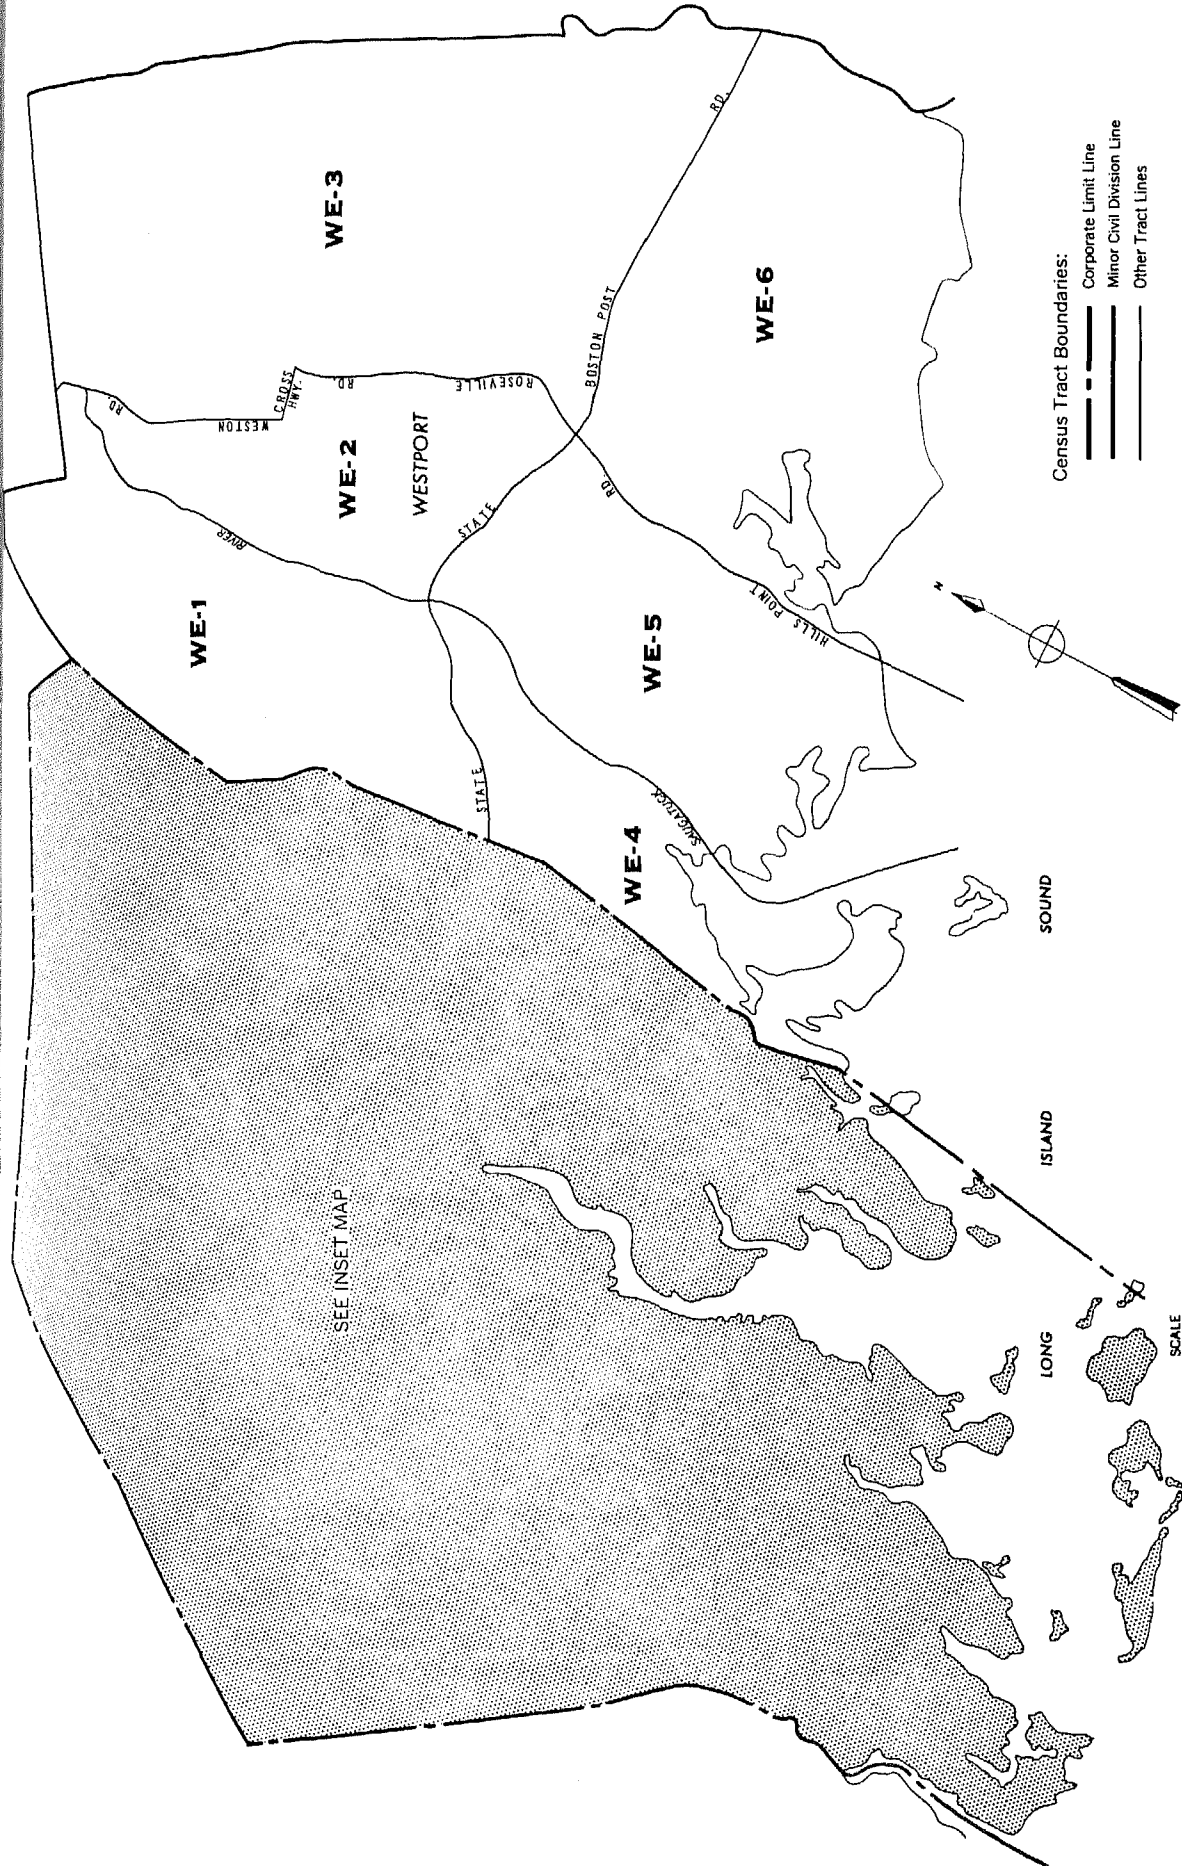 WE-1
WE-2
WE-3
WE-4
WE-5
WE-6
WESTPORT
RIVER
RD.
WESTON
CROSS
HWY.
RD.
ROSEVILLE
STATE
STATE
BOSTON POST
RD.
RD.
HILLS POINT
SAUGATUCK
SEE INSET MAP
LONG
ISLAND
SOUND
N
SCALE
Census Tract Boundaries:
Corporate Limit Line
Minor Civil Division Line
Other Tract Lines